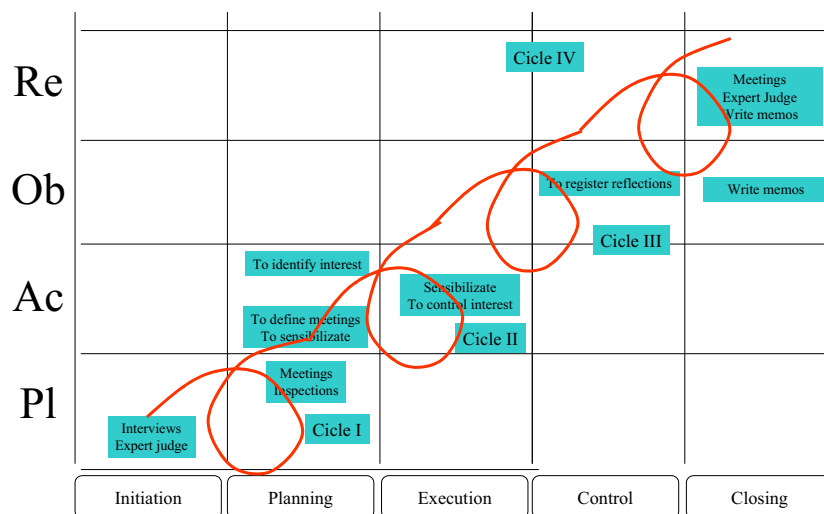 Cicle IV
Re
Meetings
Expert Judge
Write memos
Ob
To register reflections
Write memos
Cicle III
To identify interest
Ac
Sensibilizate
To control interest
To define meetings
To sensibilizate
Cicle II
Pl
Meetings
Inspections
Interviews
Expert judge
Cicle I
Initiation
Planning
Execution
Control
Closing